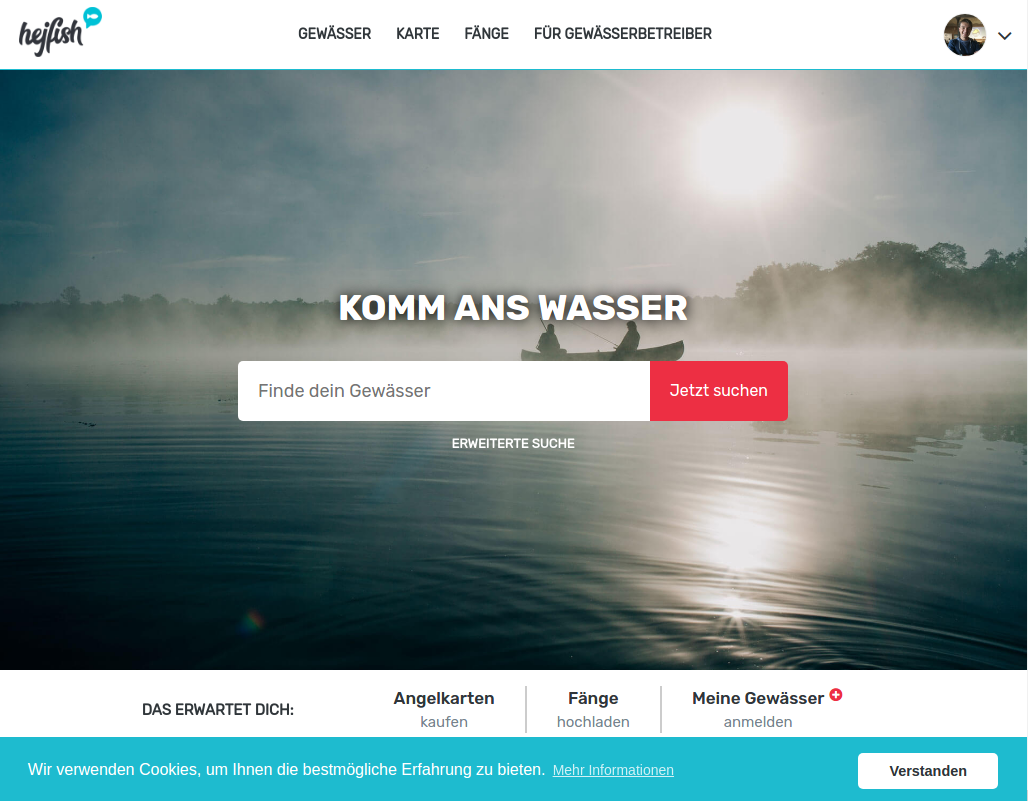 hejfish
GEWÄSSER KARTE FÄNGE FÜR GEWÄSSERBETREIBER
KOMM ANS WASSER
Finde dein Gewässer Jetzt suchen
ERWEITERTE SUCHE
DAS ERWARTET DICH:
Angelkarten
kaufen
Fänge
hochladen
Meine Gewässer
anmelden
Wir verwenden Cookies, um Ihnen die bestmögliche Erfahrung zu bieten. Mehr Informationen Verstanden